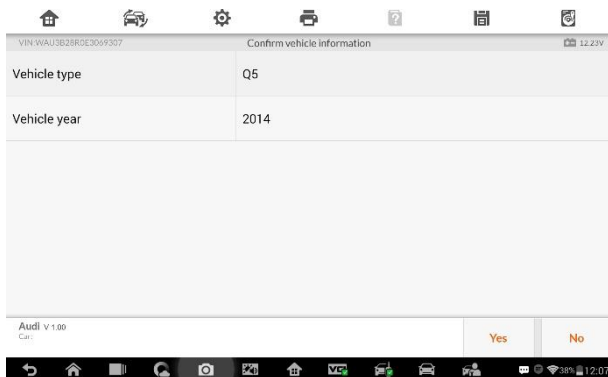 VIN:WAU3B28R0E3069307 Confirm vehicle information 12.23V
Vehicle type Q5
Vehicle year 2014
Audi V 1.00
Car:
Yes No
VCI
38% 12:07